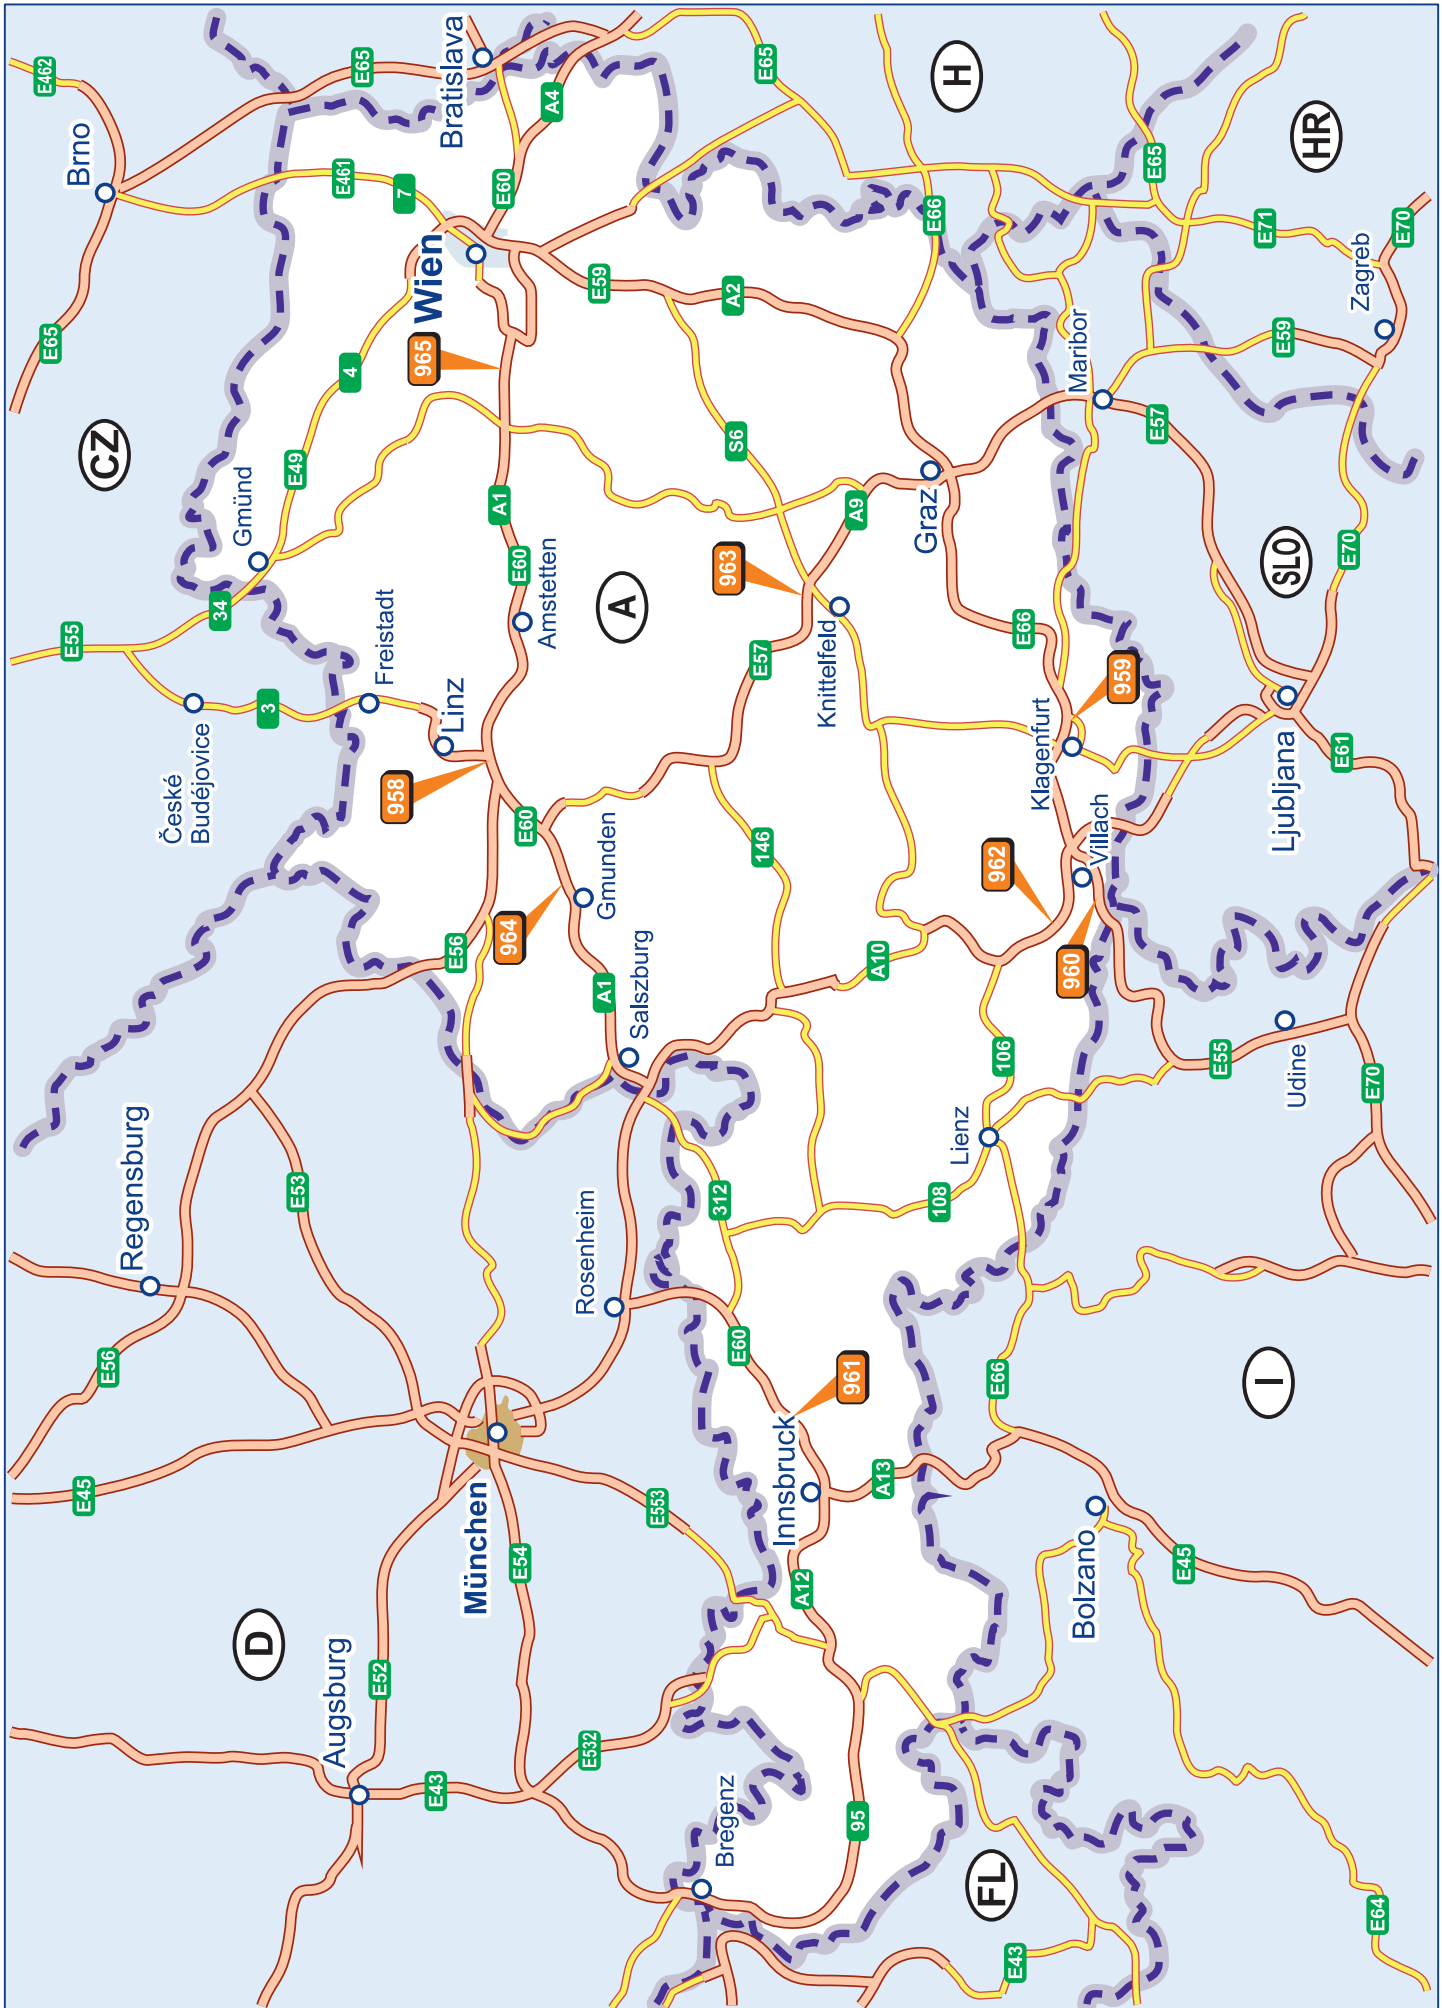 E462
E65
E55
E45
Brno
CZ
E56
Regensburg
České
Budějovice
34
Gmünd
D
3
E53
E49
Augsburg
E461
4
E65
E52
Freistadt
958
7
965
Wien
E43
E56
Linz
Bratislava
München
A1
E60
964
E54
E60
E60
Amstetten
A4
E532
Rosenheim
A1
Gmunden
E59
A
Salszburg
E553
Bregenz
312
963
S6
A2
E60
146
E57
E65
Innsbruck
A12
961
95
Knittelfeld
A9
A13
A10
Graz
108
E66
Lienz
H
FL
E66
962
106
E43
E66
Klagenfurt
960
Maribor
Bolzano
Villach
959
E57
E65
E45
E55
I
Udine
Ljubljana
SLO
E59
E71
HR
E61
E70
Zagreb
E64
E70
E70